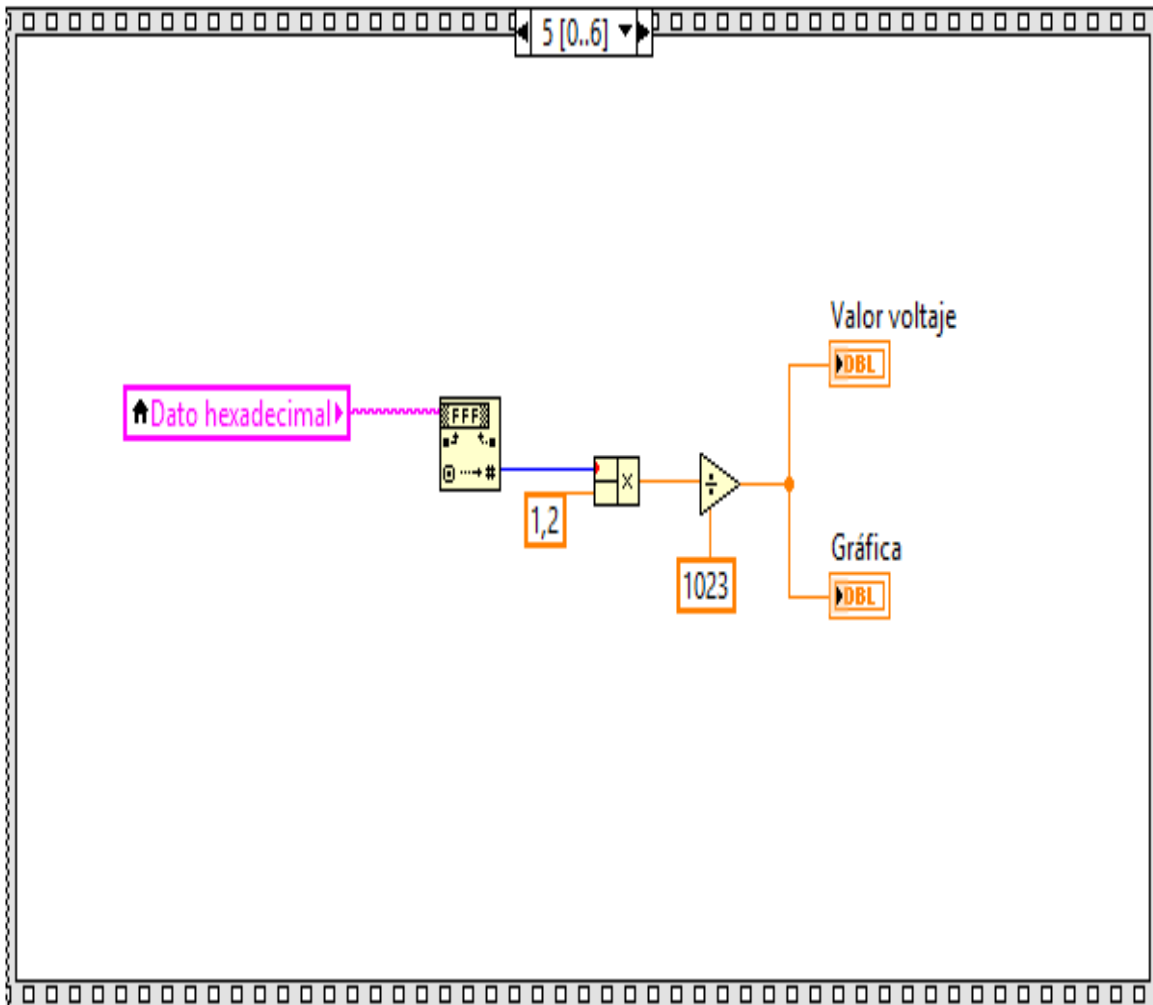 5 [0..6]
Valor voltaje
DBL
Dato hexadecimal
FFF
#
x
÷
1,2
Gráfica
1023
DBL